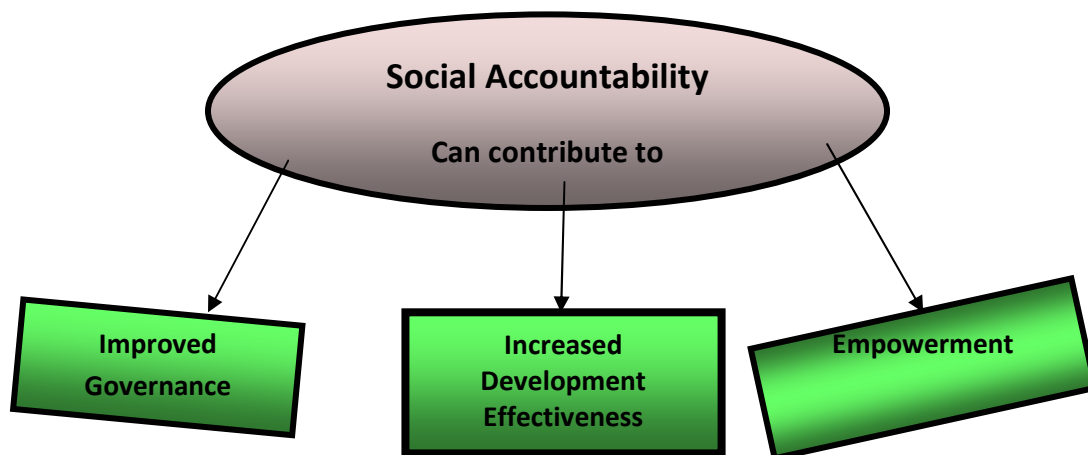 Social Accountability
Can contribute to
Improved
Governance
Increased
Development
Effectiveness
Empowerment